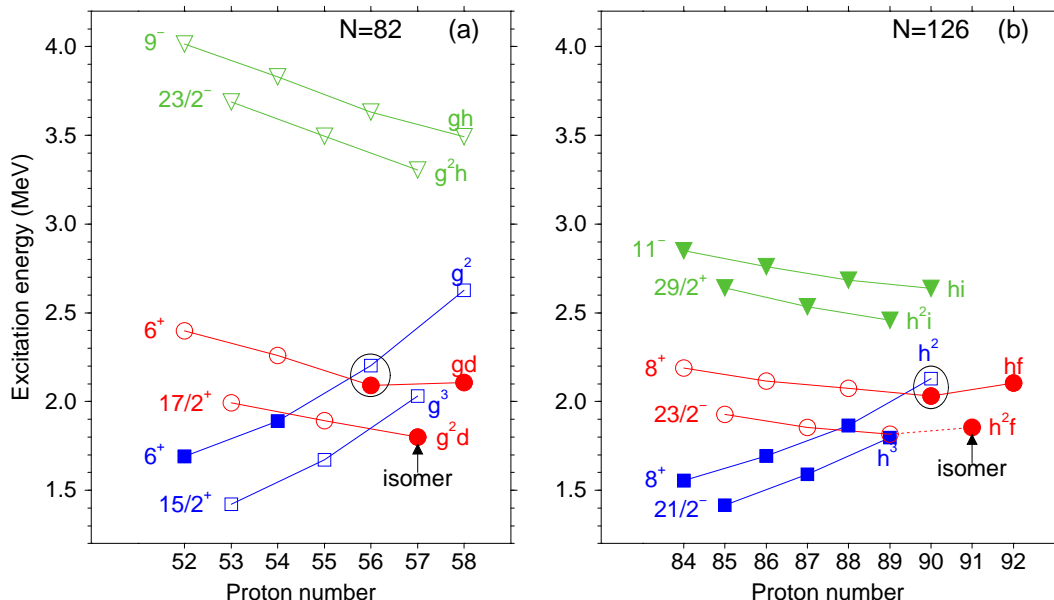 N=82 (a)
4.0
9⁻
23/2⁻
gh
3.5
g²h
3.0
g²
2.5
6⁺
gd
17/2⁺
g³
2.0
g²d
6⁺
isomer
15/2⁺
1.5
52 53 54 55 56 57 58
Proton number
Excitation energy (MeV)
N=126 (b)
11⁻
29/2⁺
hi
h²i
h²
8⁺
hf
23/2⁻
h²f
h³
isomer
8⁺
21/2⁻
84 85 86 87 88 89 90 91 92
Proton number